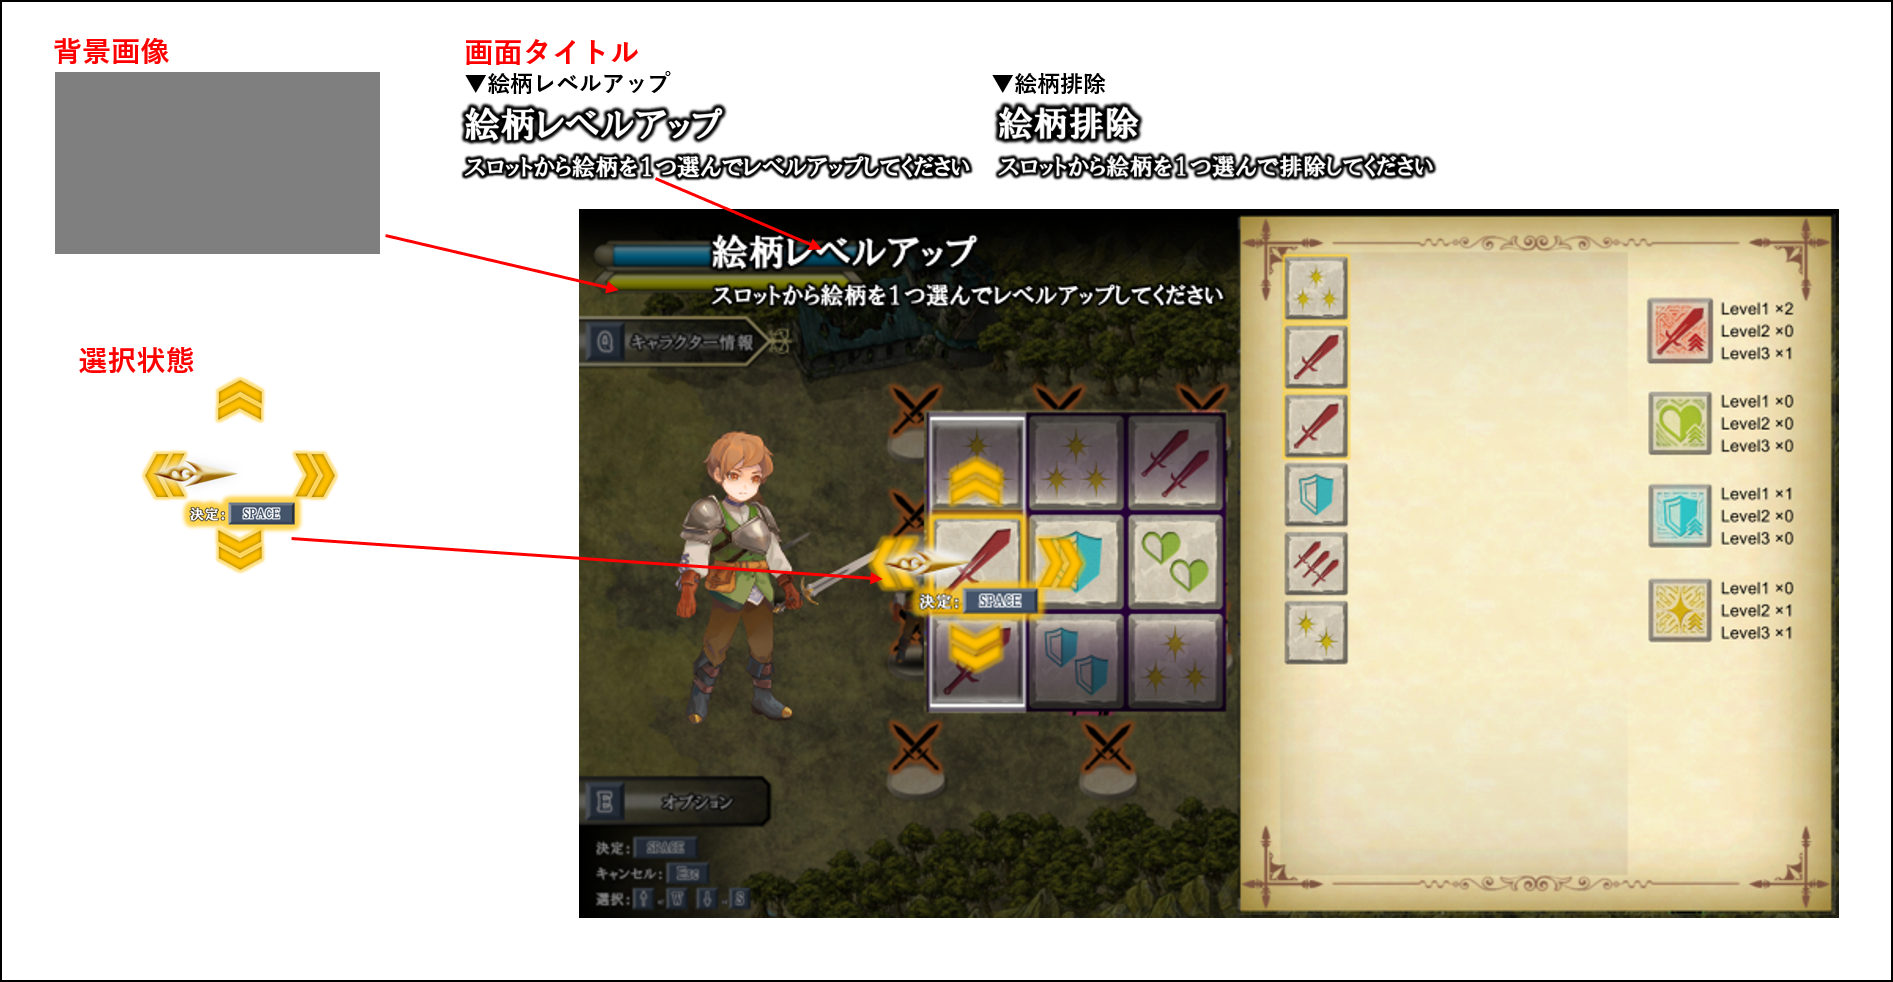 背景画像
画面タイトル
▼絵柄レベルアップ
絵柄レベルアップ
スロットから絵柄を1つ選んでレベルアップしてください
▼絵柄排除
絵柄排除
スロットから絵柄を1つ選んで排除してください
選択状態
決定: SPACE
絵柄レベルアップ
スロットから絵柄を1つ選んでレベルアップしてください
Q キャラクター情報
決定: SPACE
E オプション
決定: SPACE
キャンセル: Esc
選択: ↑ or W ↓ or S
Level1 ×2
Level2 ×0
Level3 ×1
Level1 ×0
Level2 ×0
Level3 ×0
Level1 ×1
Level2 ×0
Level3 ×0
Level1 ×0
Level2 ×1
Level3 ×1